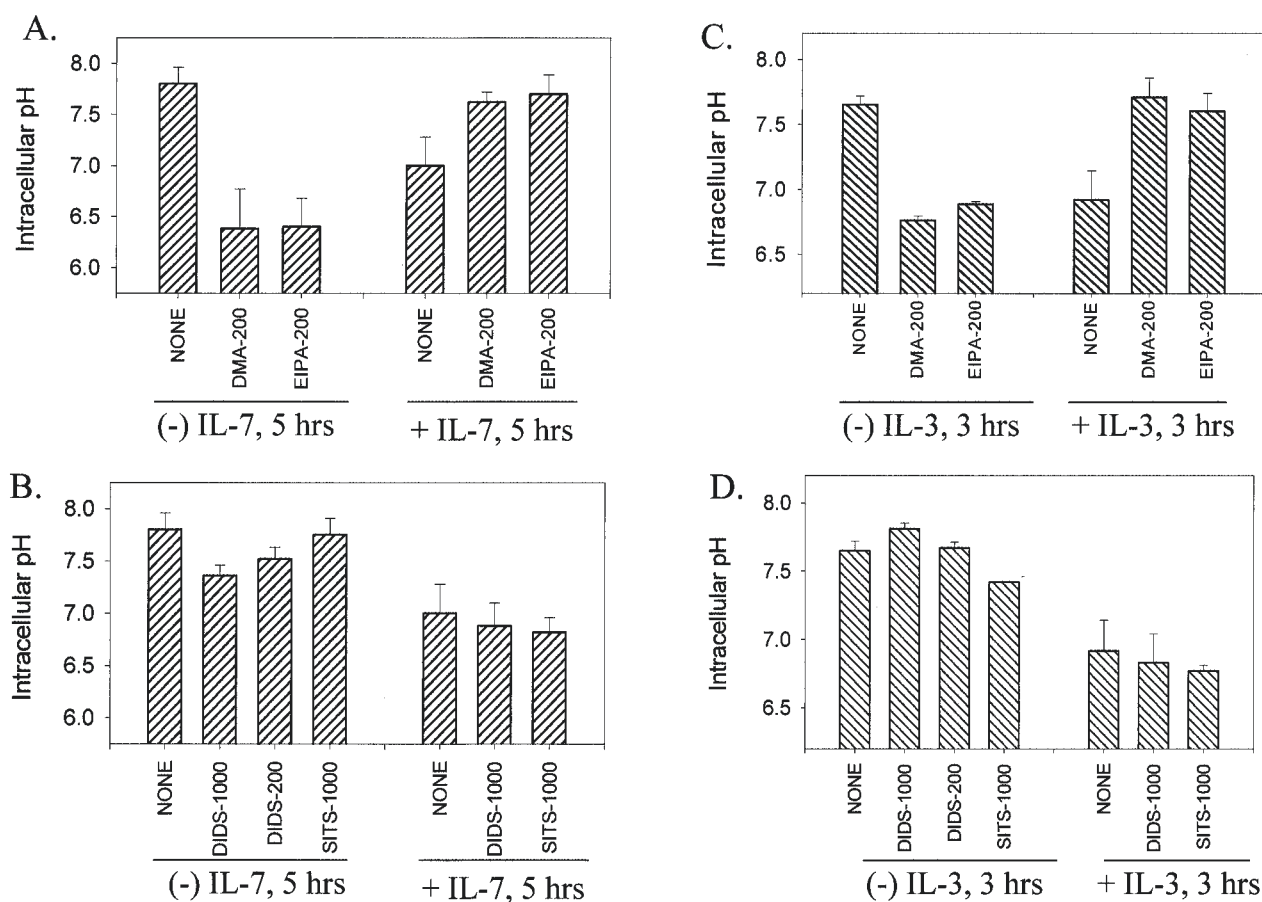 A.
Intracellular pH
8.0
7.5
7.0
6.5
6.0
NONE
DMA-200
EIPA-200
NONE
DMA-200
EIPA-200
(-) IL-7, 5 hrs
+ IL-7, 5 hrs
B.
Intracellular pH
8.0
7.5
7.0
6.5
6.0
NONE
DIDS-1000
DIDS-200
SITS-1000
NONE
DIDS-1000
SITS-1000
(-) IL-7, 5 hrs
+ IL-7, 5 hrs
C.
Intracellular pH
8.0
7.5
7.0
6.5
NONE
DMA-200
EIPA-200
NONE
DMA-200
EIPA-200
(-) IL-3, 3 hrs
+ IL-3, 3 hrs
D.
Intracellular pH
8.0
7.5
7.0
6.5
NONE
DIDS-1000
DIDS-200
SITS-1000
NONE
DIDS-1000
SITS-1000
(-) IL-3, 3 hrs
+ IL-3, 3 hrs